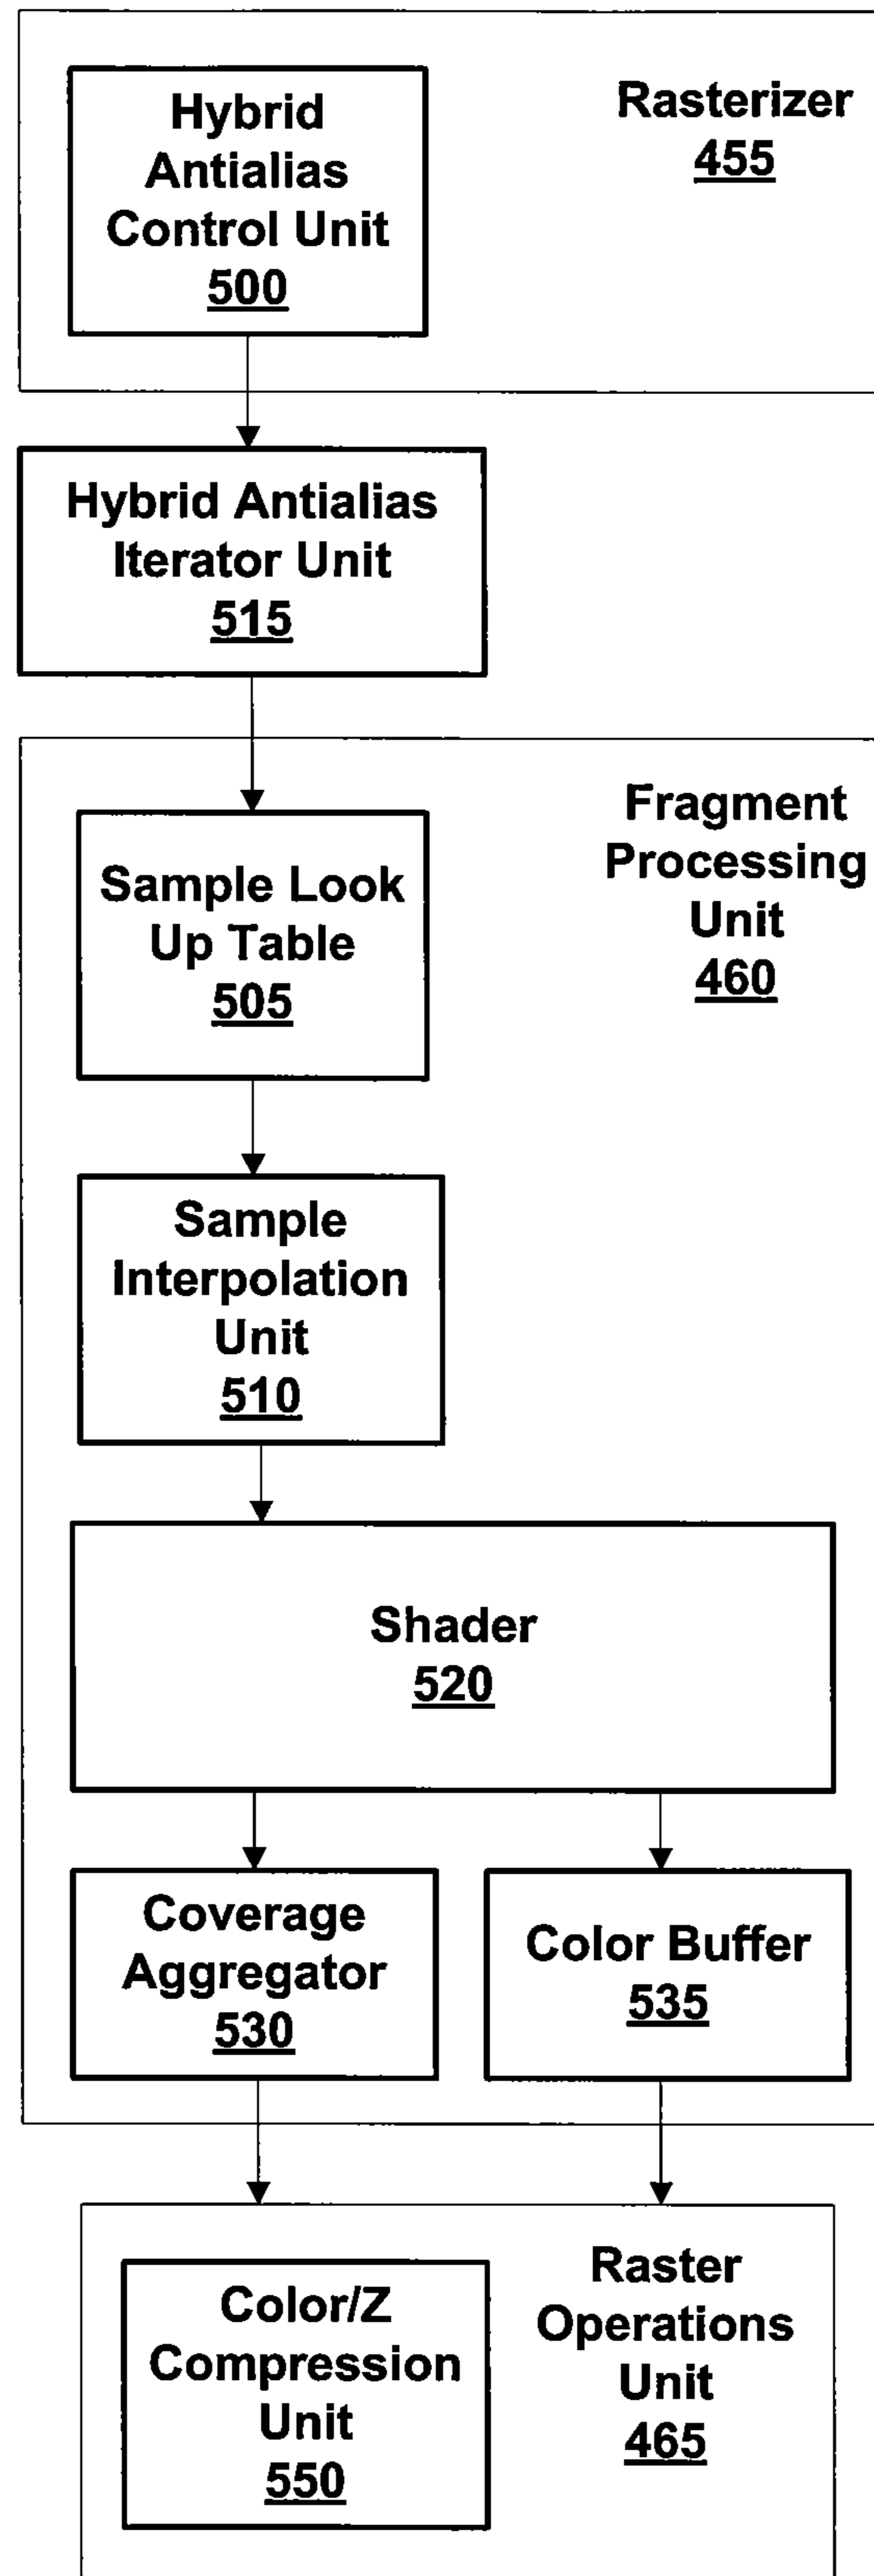 Hybrid
Antialias
Control Unit
500
Rasterizer
455
Hybrid Antialias
Iterator Unit
515
Fragment
Processing
Unit
460
Sample Look
Up Table
505
Sample
Interpolation
Unit
510
Shader
520
Coverage
Aggregator
530
Color Buffer
535
Color/Z
Compression
Unit
550
Raster
Operations
Unit
465